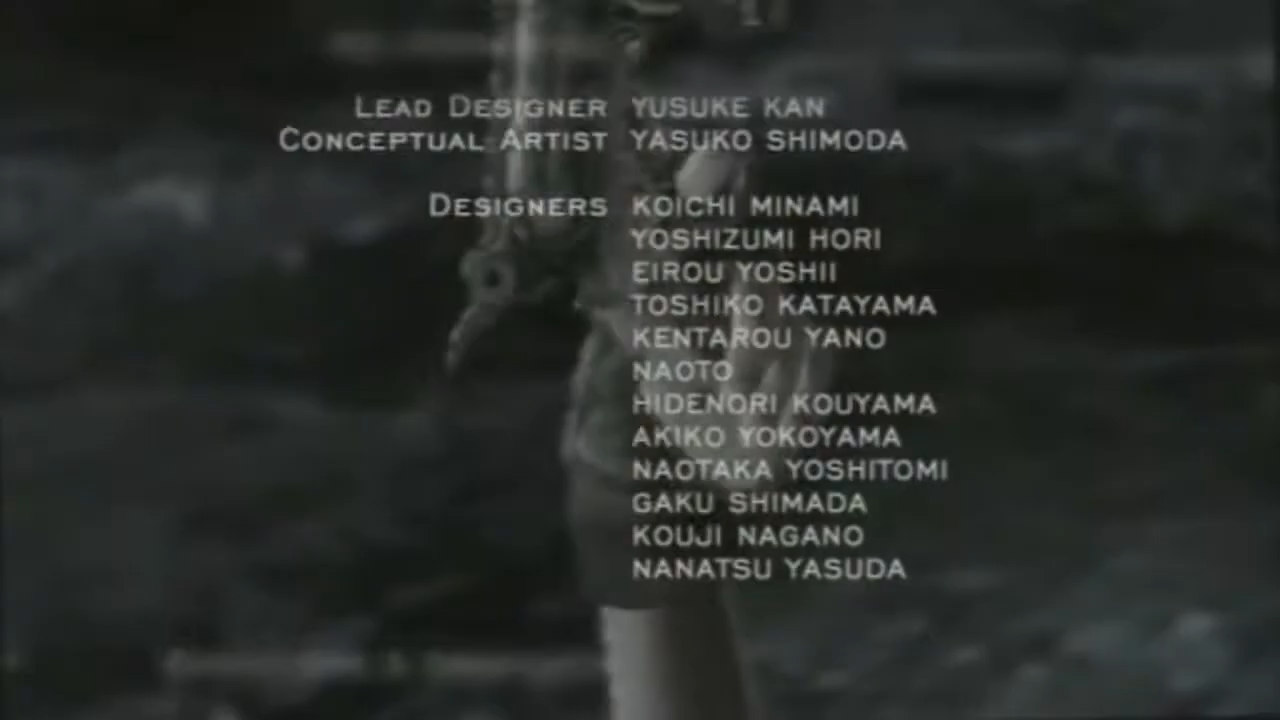 LEAD DESIGNER YUSUKE KAN
CONCEPTUAL ARTIST YASUKO SHIMODA
DESIGNERS KOICHI MINAMI
YOSHIZUMI HORI
EIROU YOSHII
TOSHIKO KATAYAMA
KENTAROU YANO
NAOTO
HIDENORI KOUYAMA
AKIKO YOKOYAMA
NAOTAKA YOSHITOMI
GAKU SHIMADA
KOUJI NAGANO
NANATSU YASUDA